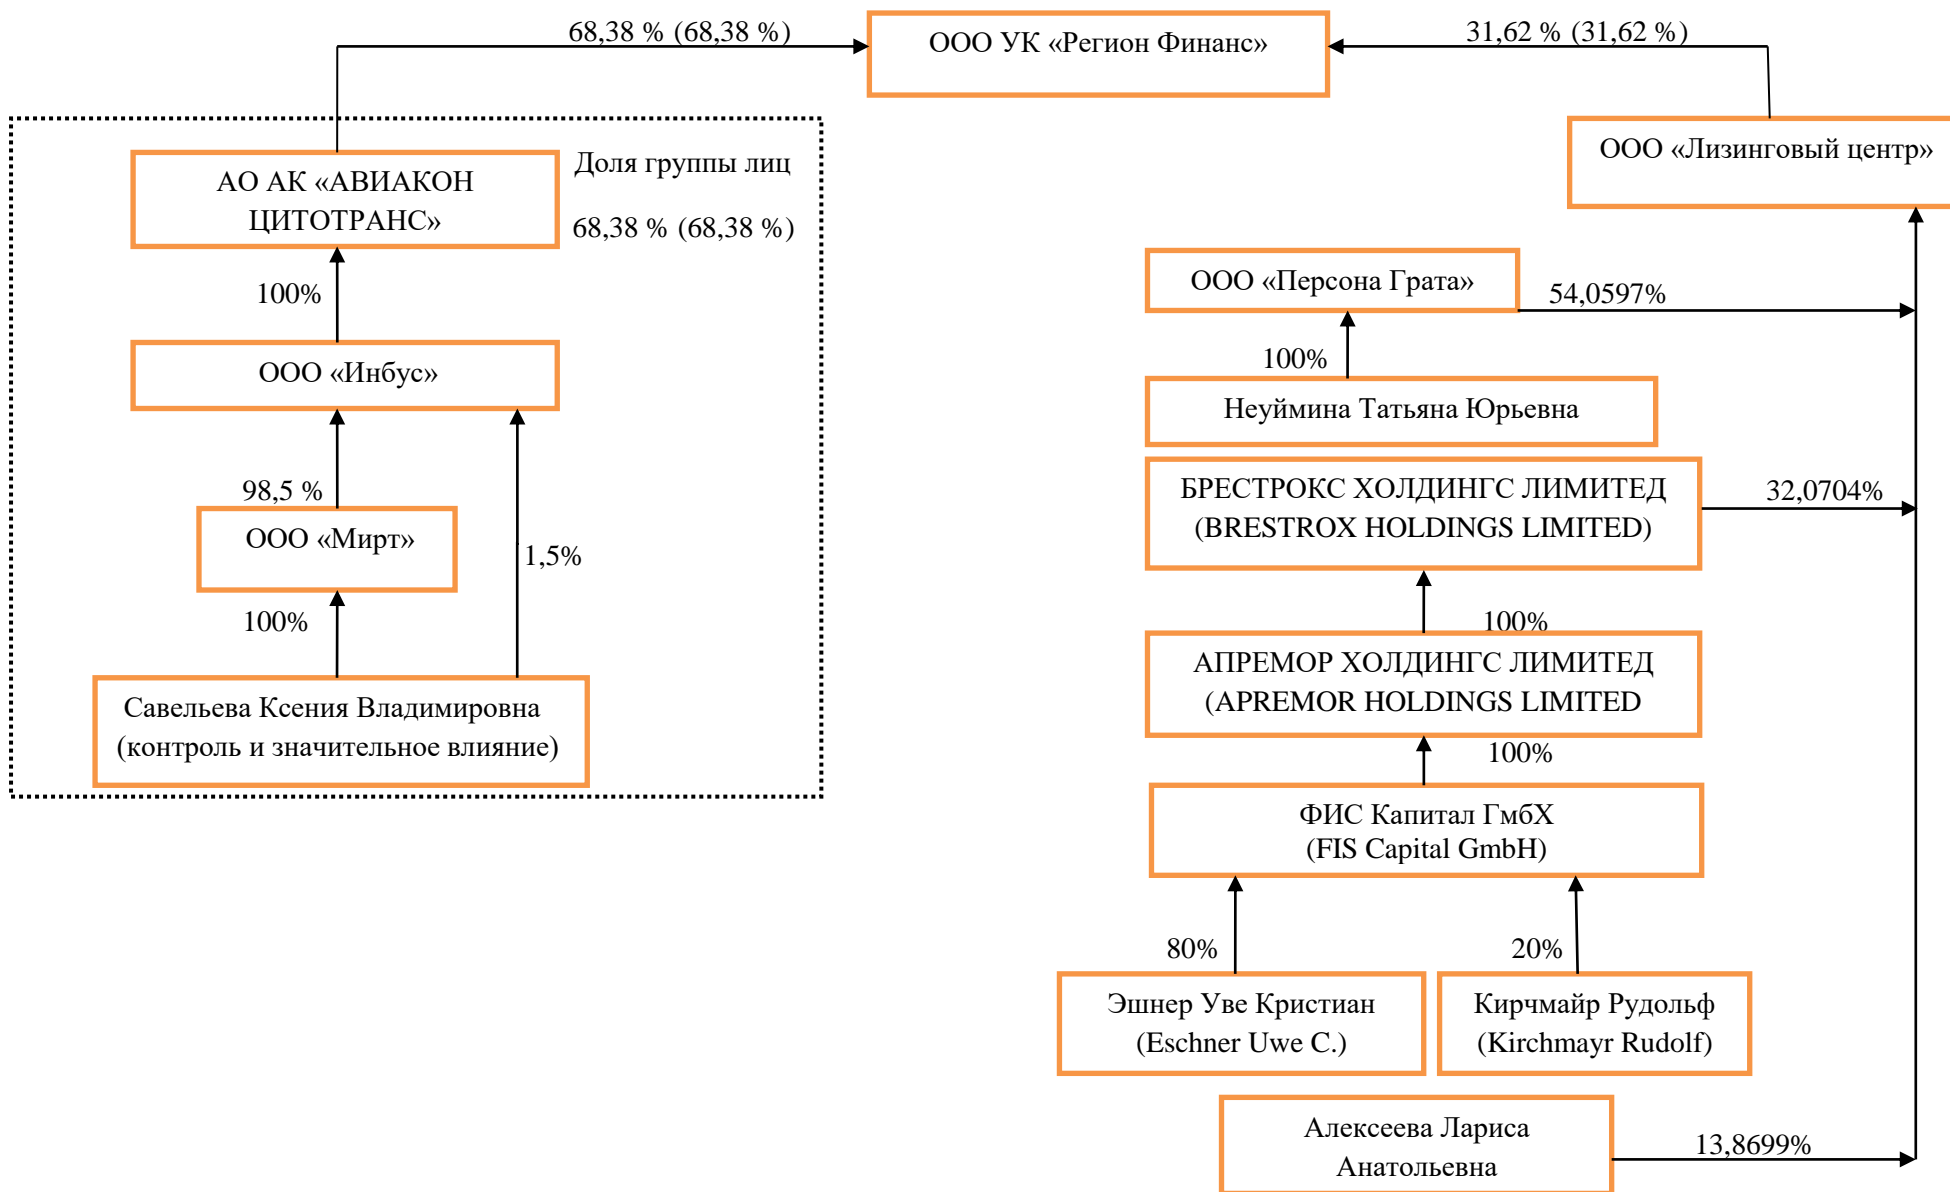 68,38 % (68,38 %)
ООО УК «Регион Финанс»
31,62 % (31,62 %)
АО АК «АВИАКОН
ЦИТОТРАНС»
Доля группы лиц
68,38 % (68,38 %)
100%
ООО «Инбус»
98,5 %
ООО «Мирт»
1,5%
100%
Савельева Ксения Владимировна
(контроль и значительное влияние)
ООО «Лизинговый центр»
ООО «Персона Грата»
54,0597%
100%
Неуймина Татьяна Юрьевна
БРЕСТРОКС ХОЛДИНГС ЛИМИТЕД
(BRESTROX HOLDINGS LIMITED)
32,0704%
100%
АПРЕМОР ХОЛДИНГС ЛИМИТЕД
(APREMOR HOLDINGS LIMITED
100%
ФИС Капитал ГмбХ
(FIS Capital GmbH)
80%
20%
Эшнер Уве Кристиан
(Eschner Uwe C.)
Кирчмайр Рудольф
(Kirchmayr Rudolf)
Алексеева Лариса
Анатольевна
13,8699%